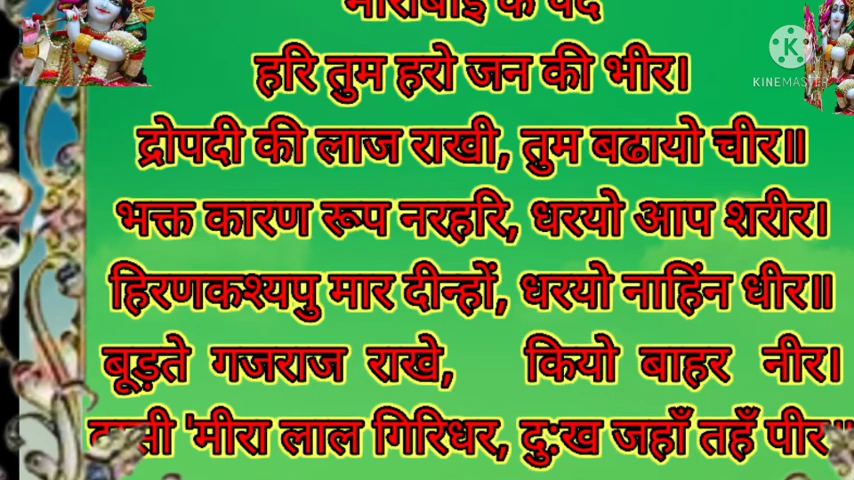 मीराबाई के पद
हरि तुम हरो जन की भीर।
द्रोपदी की लाज राखी, तुम बढायो चीर॥
भक्त कारण रूप नरहरि, धरयो आप शरीर।
हिरणकश्यपु मार दीन्हों, धरयो नाहिंन धीर॥
बूड़ते गजराज राखे, कियो बाहर नीर।
दासी 'मीरा लाल गिरिधर, दु:ख जहाँ तहँ पीर॥
KINEMASTER